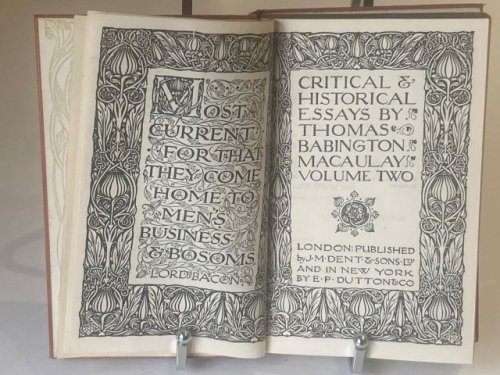 MOST
CURRENT
FOR THAT
THEY COME
HOME TO
MEN'S
BUSINESS
& BOSOMS
LORD BACON
CRITICAL &
HISTORICAL
ESSAYS BY
THOMAS
BABINGTON
MACAULAY
VOLUME TWO
LONDON: PUBLISHED
by J. M. DENT & SONS LTD
AND IN NEW YORK
BY E. P. DUTTON & CO